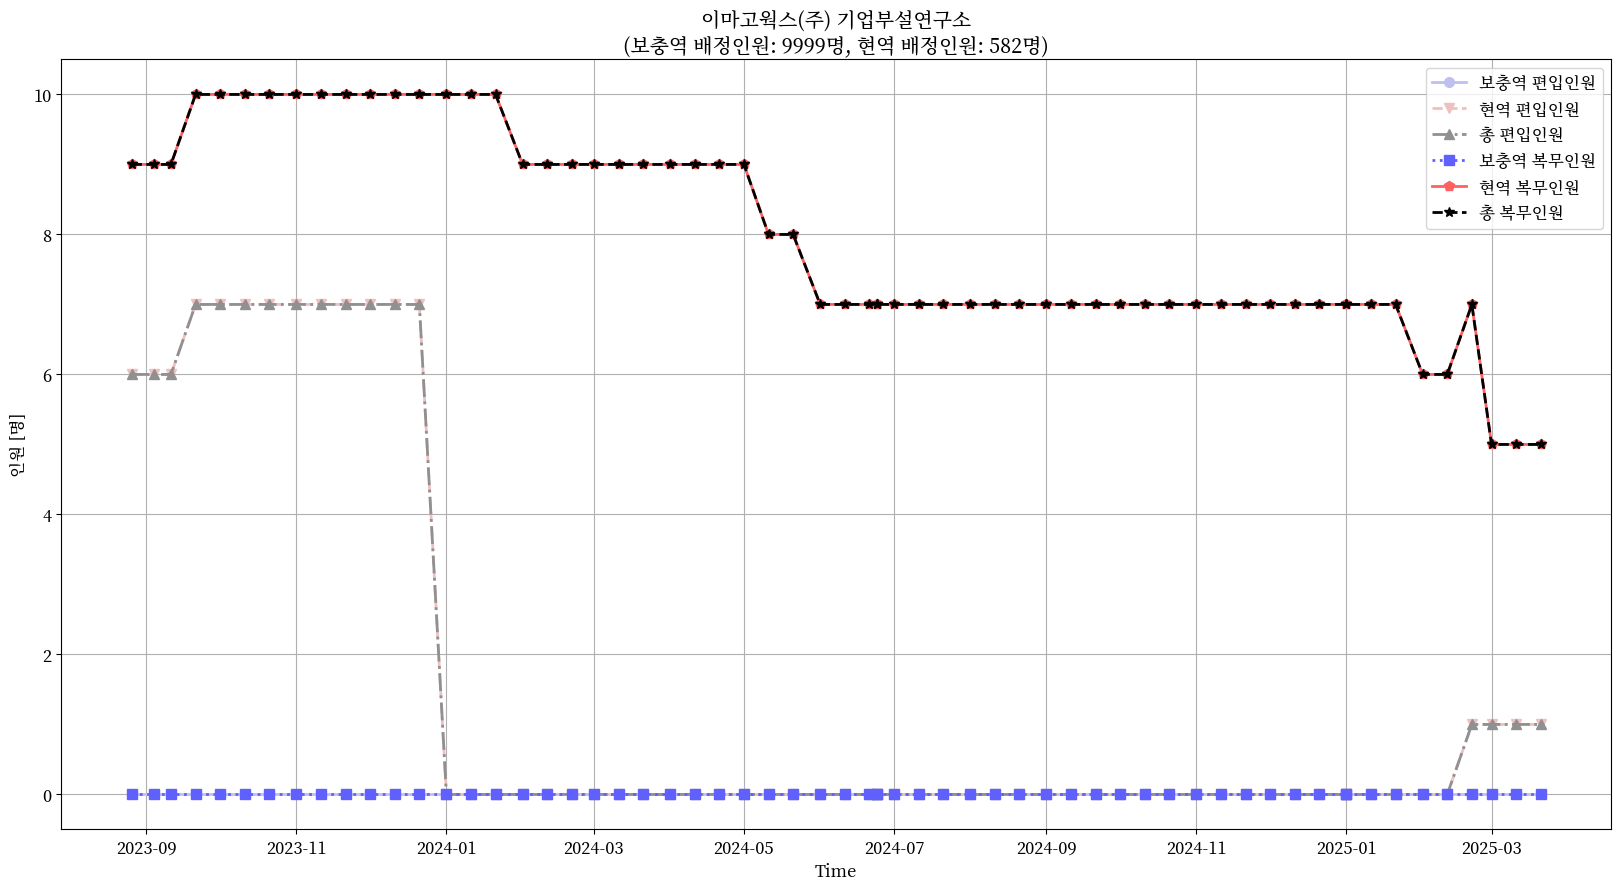 이마고웍스(주) 기업부설연구소
(보충역 배정인원: 9999명, 현역 배정인원: 582명)
보충역 편입인원
현역 편입인원
총 편입인원
보충역 복무인원
현역 복무인원
총 복무인원
인원 [명]
10
8
6
4
2
0
2023-09
2023-11
2024-01
2024-03
2024-05
2024-07
2024-09
2024-11
2025-01
2025-03
Time